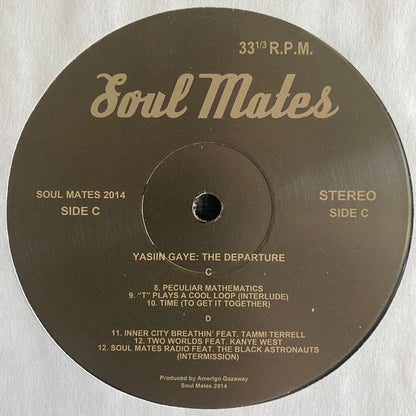 33 1/3 R.P.M.
Soul Mates
SOUL MATES 2014
SIDE C
STEREO
SIDE C
YASIIN GAYE: THE DEPARTURE
C
8. PECULIAR MATHEMATICS
9. “T” PLAYS A COOL LOOP (INTERLUDE)
10. TIME (TO GET IT TOGETHER)
D
11. INNER CITY BREATHIN’ FEAT. TAMMI TERRELL
12. TWO WORLDS FEAT. KANYE WEST
12. SOUL MATES RADIO FEAT. THE BLACK ASTRONAUTS
(INTERMISSION)
Produced by Amerigo Gazaway
Soul Mates 2014